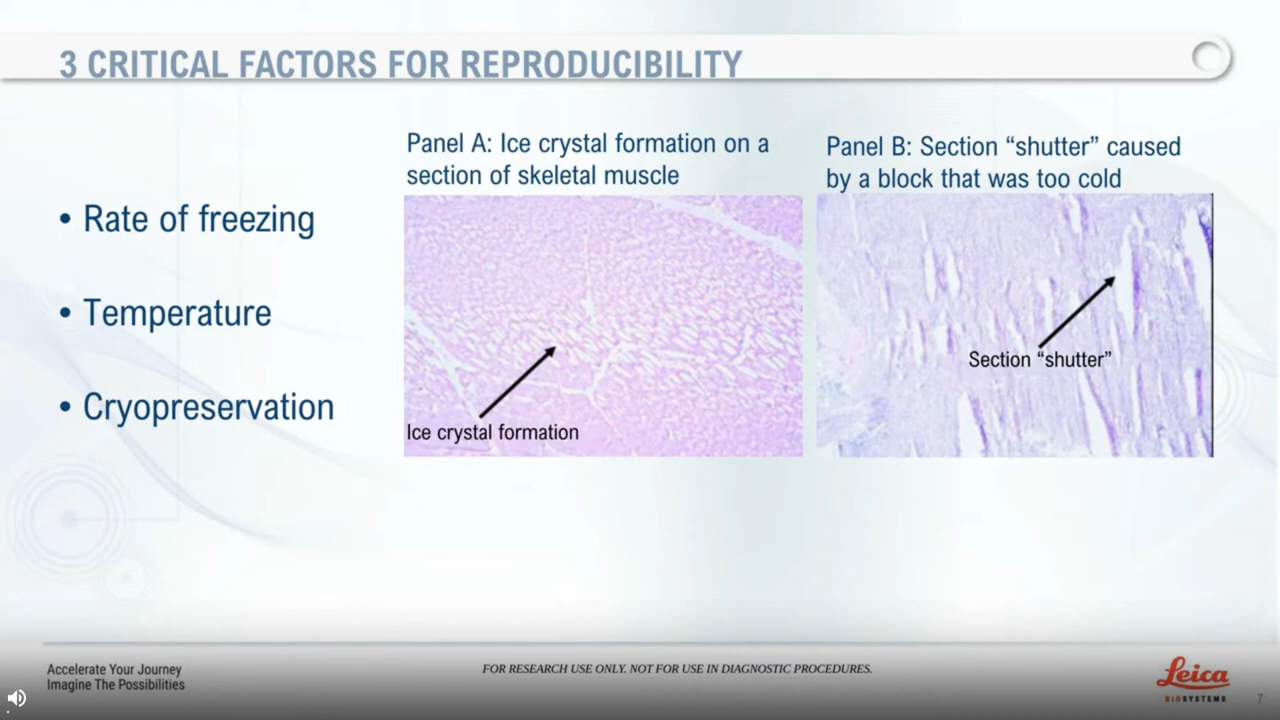 3 CRITICAL FACTORS FOR REPRODUCIBILITY
• Rate of freezing
• Temperature
• Cryopreservation
Panel A: Ice crystal formation on a
section of skeletal muscle
Ice crystal formation
Panel B: Section “shutter” caused
by a block that was too cold
Section “shutter”
Accelerate Your Journey
Imagine The Possibilities
FOR RESEARCH USE ONLY. NOT FOR USE IN DIAGNOSTIC PROCEDURES.
Leica
BIOSYSTEMS
7